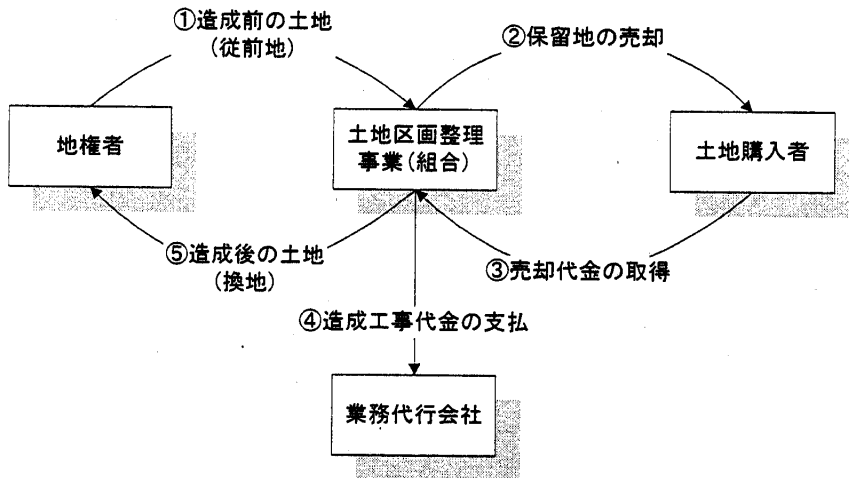 ①造成前の土地
(従前地)
②保留地の売却
地権者
土地区画整理
事業(組合)
土地購入者
⑤造成後の土地
(換地)
③売却代金の取得
④造成工事代金の支払
業務代行会社